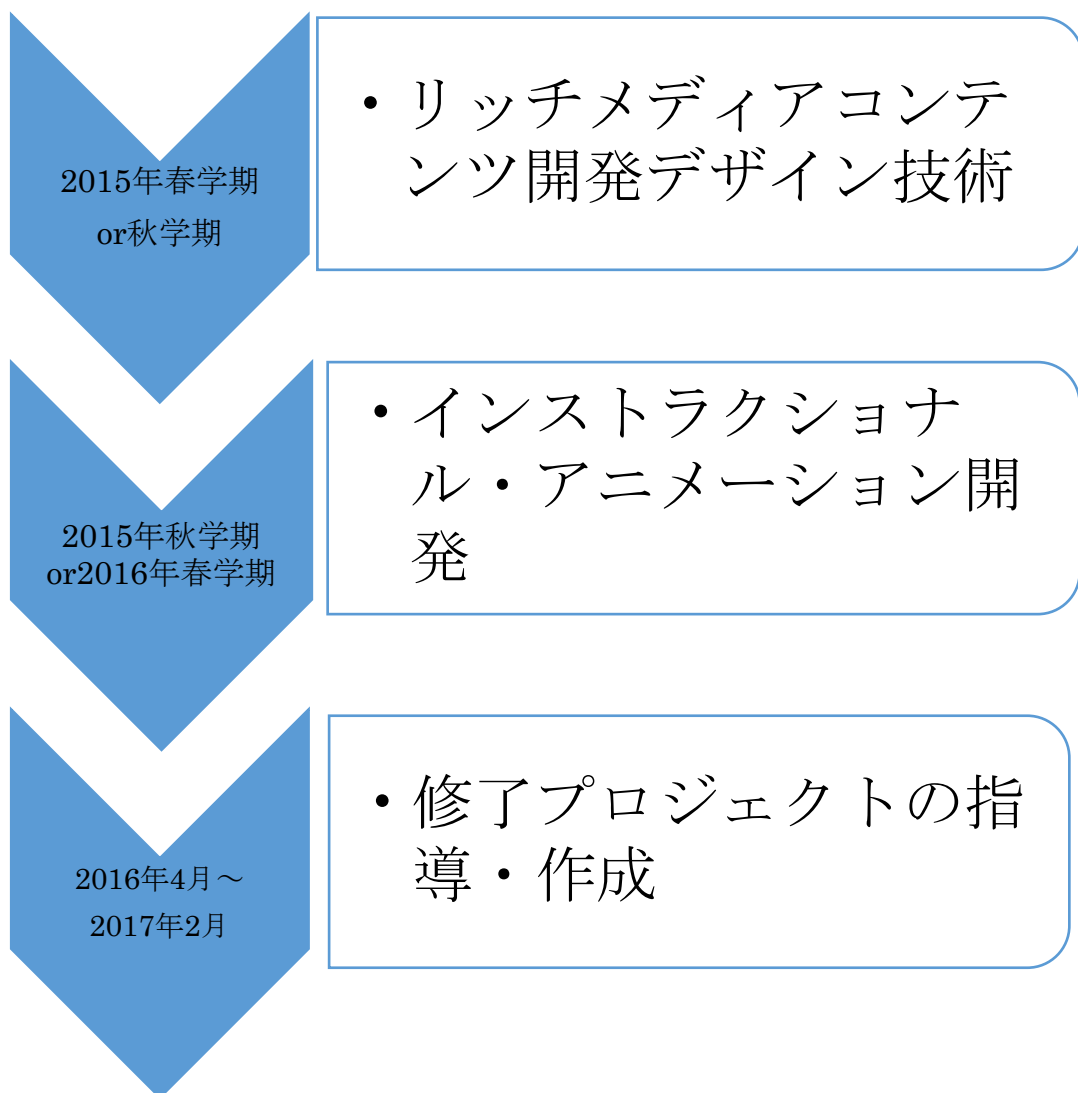 2015年春学期
or秋学期
・リッチメディアコンテ
ンツ開発デザイン技術
2015年秋学期
or2016年春学期
・インストラクショナ
ル・アニメーション開
発
2016年4月～
2017年2月
・修了プロジェクトの指
導・作成